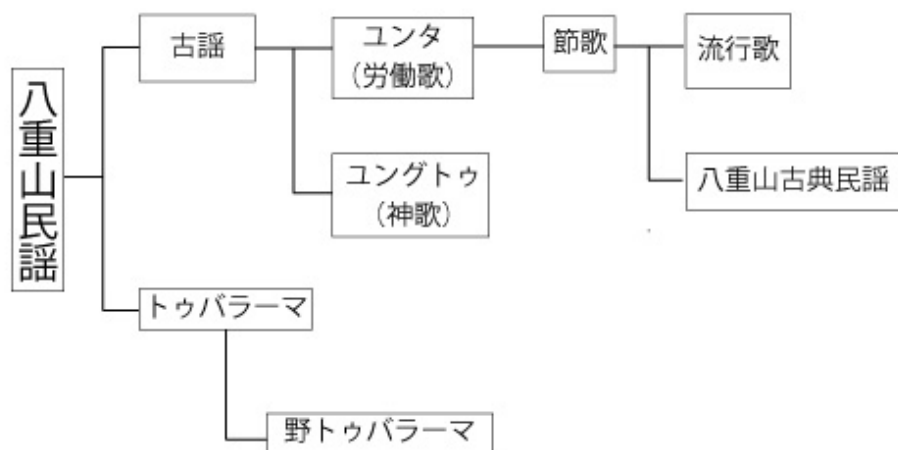 八重山民謡
古謡
ユンタ
（労働歌）
節歌
流行歌
ユングトゥ
（神歌）
八重山古典民謡
トゥバラーマ
野トゥバラーマ